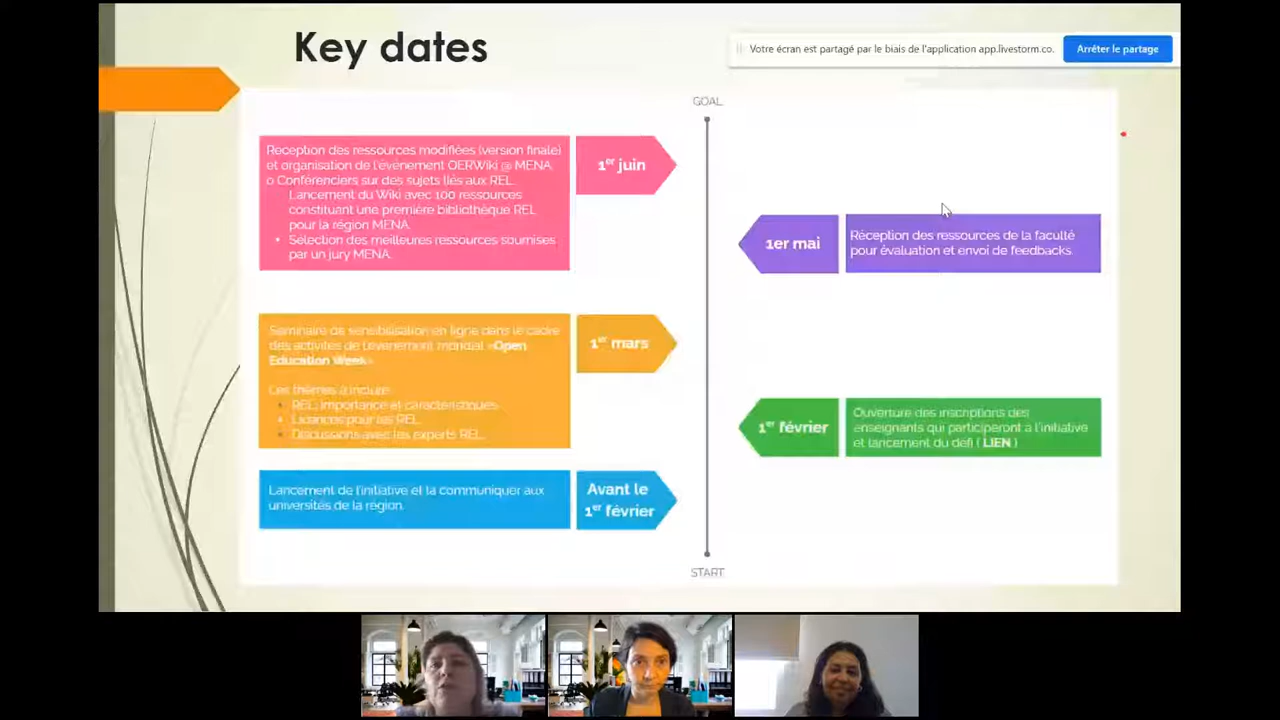 Key dates
Votre écran est partagé par le biais de l'application app.livestorm.co.
Arrêter le partage
GOAL
Réception des ressources modifiées (version finale)
et organisation de l'événement OERWiki @ MENA
o Conférenciers sur des sujets liés aux REL.
Lancement du Wiki avec 100 ressources
constituant une première bibliothèque REL
pour la région MENA.
• Sélection des meilleures ressources soumises
par un jury MENA.
1er juin
1er mai
Réception des ressources de la faculté
pour évaluation et envoi de feedbacks.
Séminaire de sensibilisation en ligne dans le cadre
des activités de l'événement mondial «Open
Education Week»
Les thèmes à inclure
• REL: importance et caractéristiques
• Licences pour les REL
• Discussions avec les experts REL.
1er mars
1er février
Ouverture des inscriptions des
enseignants qui participeront à l'initiative
et lancement du défi ( LIEN )
Lancement de l'initiative et la communiquer aux
universités de la région.
Avant le
1er février
START